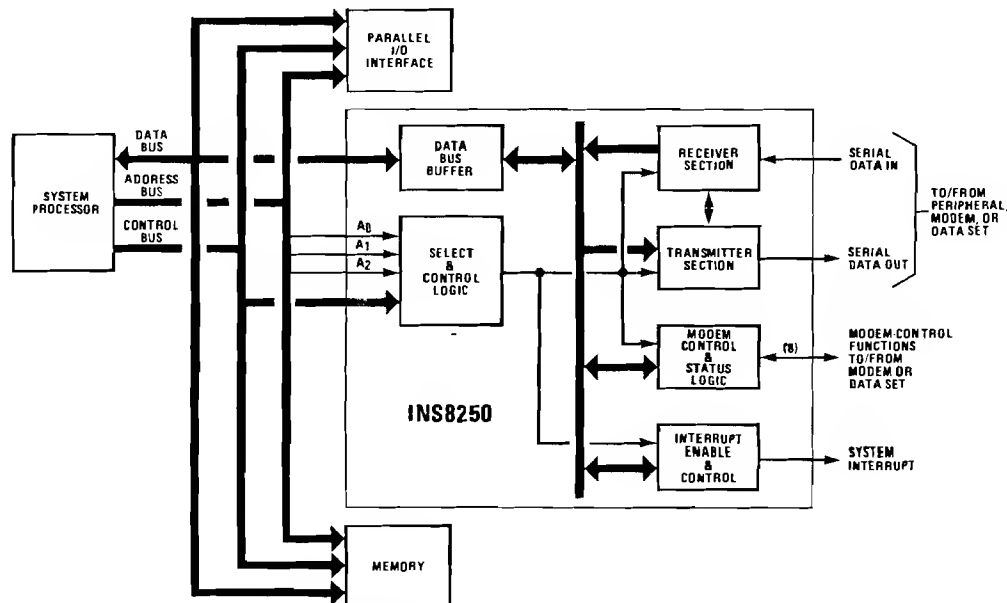 PARALLEL
I/O
INTERFACE
SYSTEM
PROCESSOR
DATA
BUS
ADDRESS
BUS
CONTROL
BUS
DATA
BUS
BUFFER
A0
A1
A2
SELECT
&
CONTROL
LOGIC
INS8250
RECEIVER
SECTION
TRANSMITTER
SECTION
MODEM
CONTROL
&
STATUS
LOGIC
INTERRUPT
ENABLE
&
CONTROL
SERIAL
DATA IN
SERIAL
DATA OUT
TO/FROM
PERIPHERAL,
MODEM, OR
DATA SET
(8)
MODEM-CONTROL
FUNCTIONS
TO/FROM
MODEM OR
DATA SET
SYSTEM
INTERRUPT
MEMORY